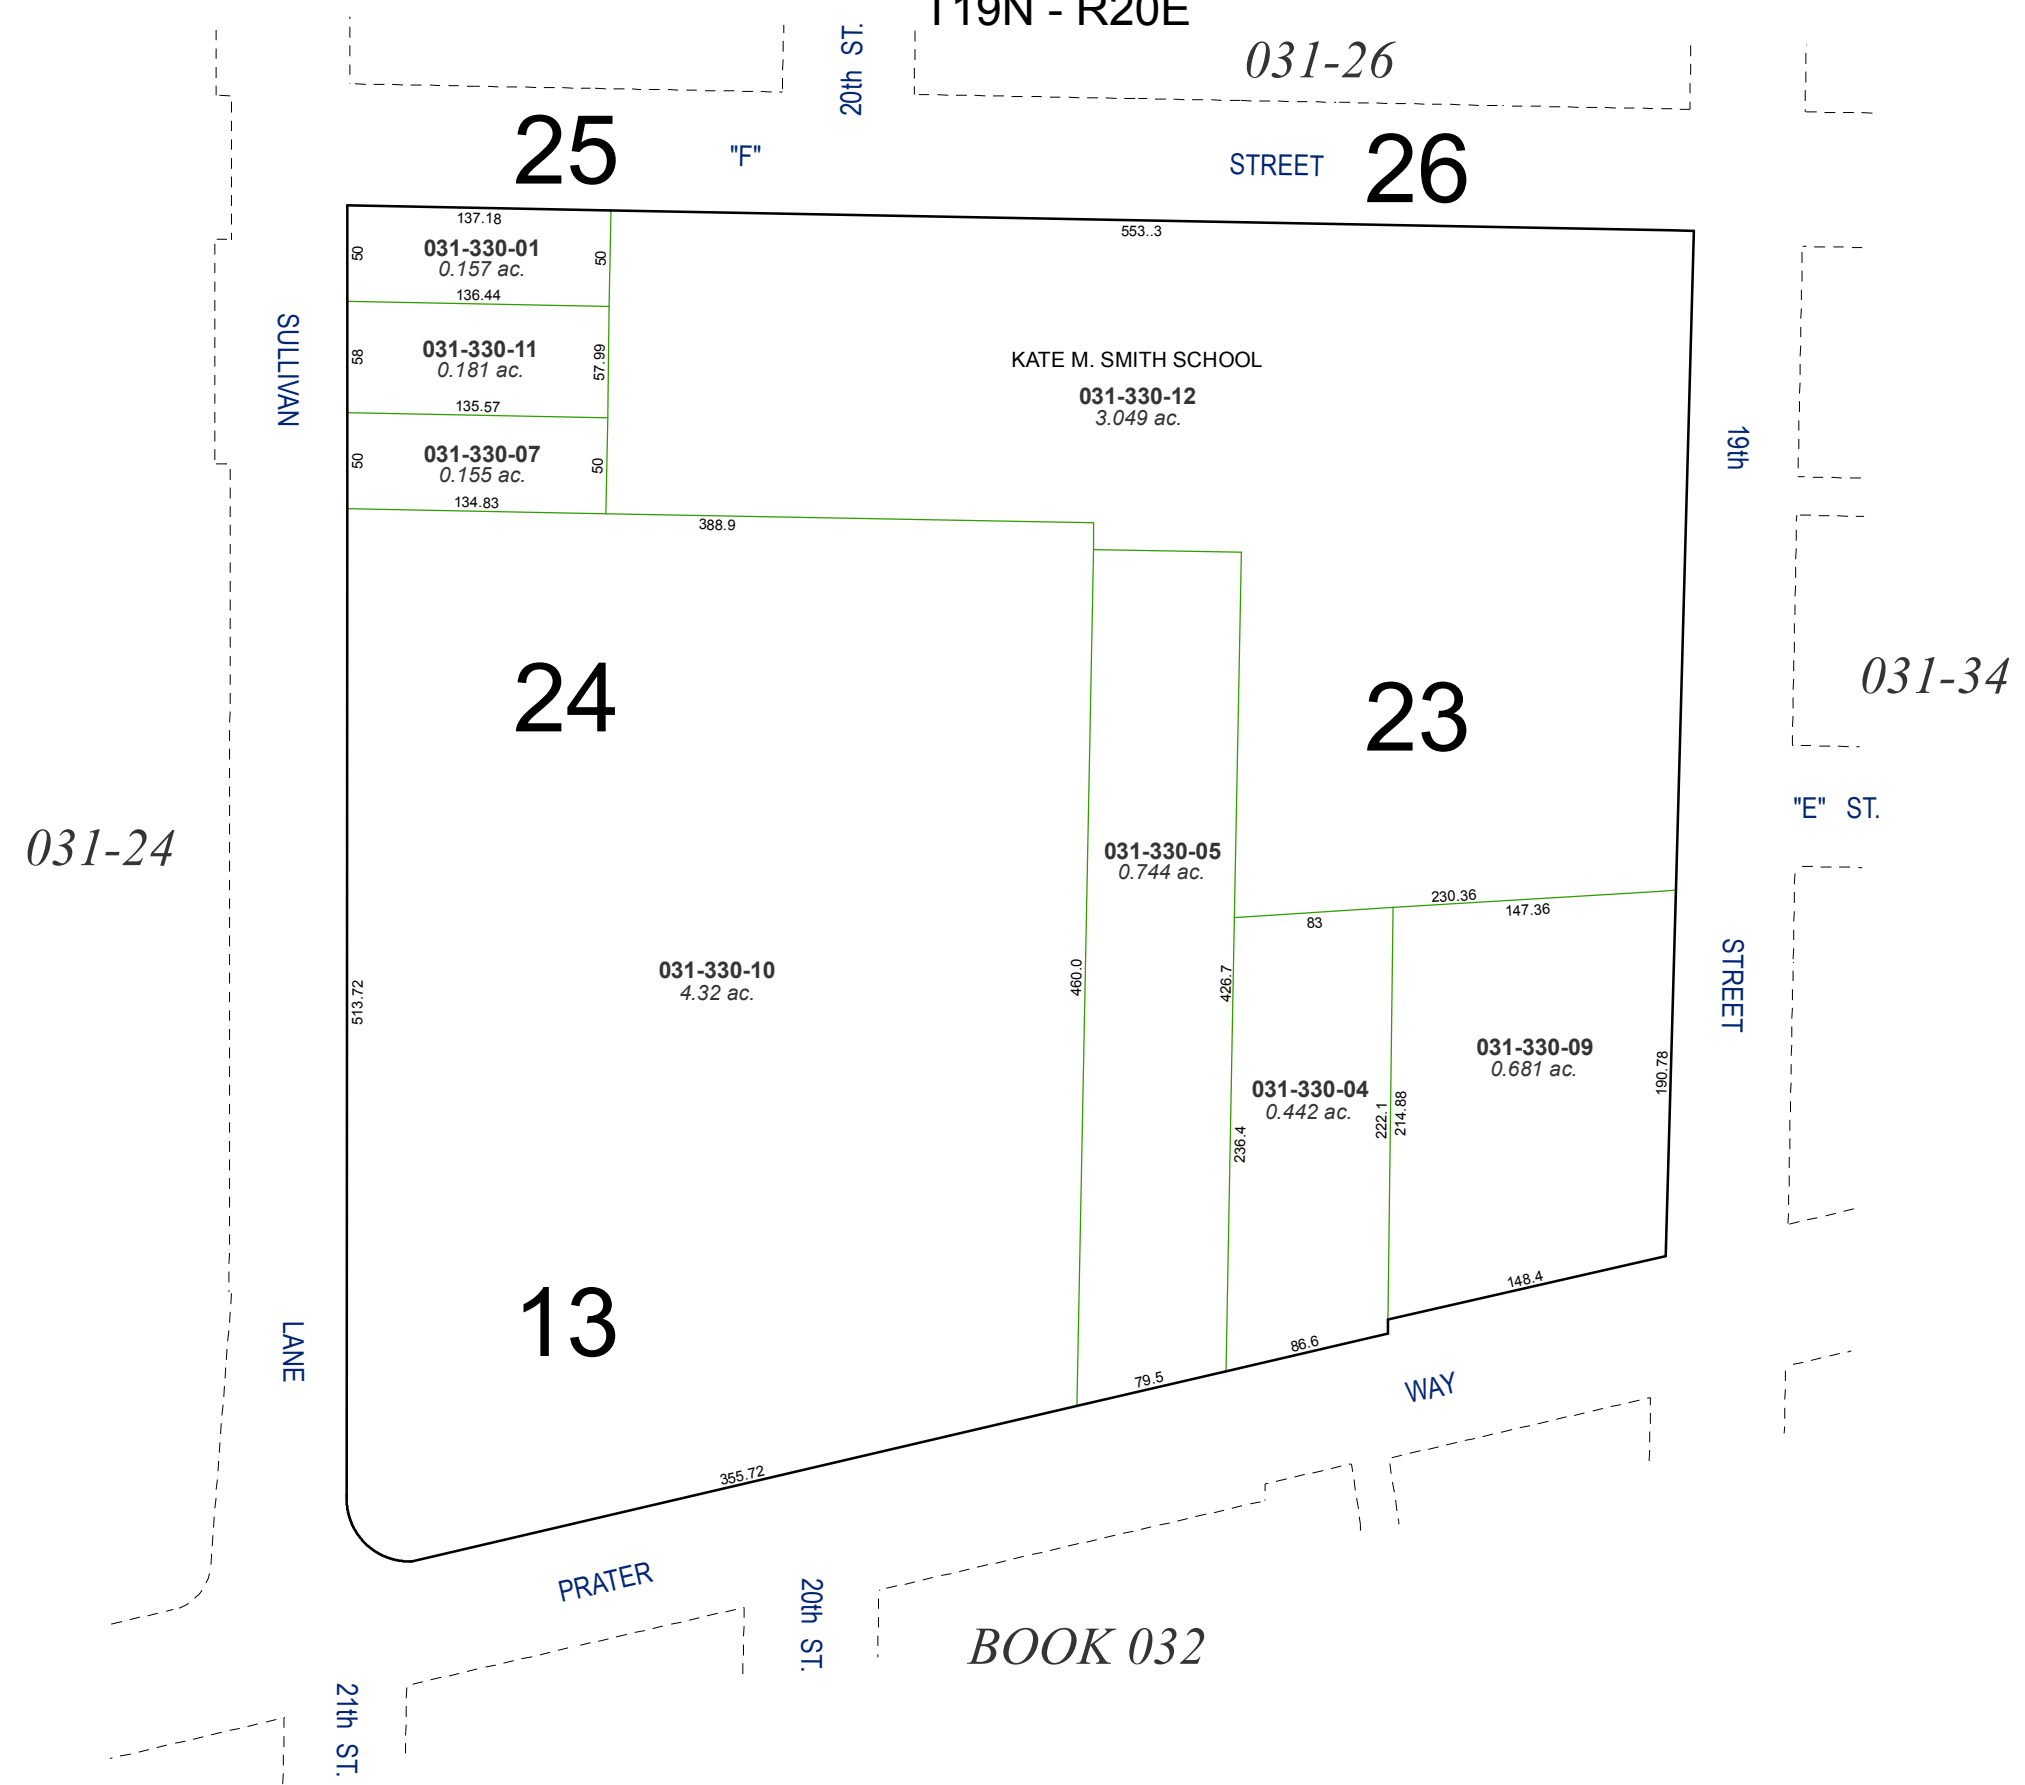 T19N - R20E
20th ST.
031-26
25
"F"
STREET
26
137.18
553..3
50
031-330-01
0.157 ac.
50
136.44
SULLIVAN
58
031-330-11
0.181 ac.
57.99
KATE M. SMITH SCHOOL
031-330-12
3.049 ac.
135.57
50
031-330-07
0.155 ac.
50
19th
134.83
388.9
24
23
031-34
"E" ST.
031-24
031-330-05
0.744 ac.
230.36
83
147.36
031-330-10
4.32 ac.
513.72
460.0
426.7
STREET
031-330-09
0.681 ac.
190.78
031-330-04
0.442 ac.
222.1
214.88
236.4
148.4
13
LANE
86.6
79.5
WAY
355.72
PRATER
20th ST.
BOOK 032
21th ST.